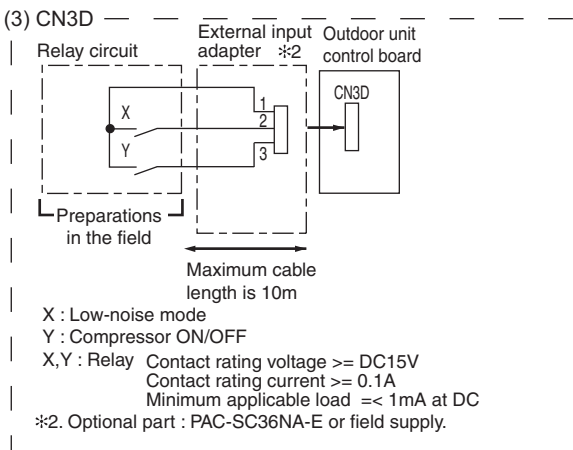 (3) CN3D
Relay circuit
External input
adapter ✻2
Outdoor unit
control board
CN3D
X
Y
1
2
3
Preparations
in the field
Maximum cable
length is 10m
X : Low-noise mode
Y : Compressor ON/OFF
X,Y : Relay Contact rating voltage >= DC15V
Contact rating current >= 0.1A
Minimum applicable load =< 1mA at DC
✻2. Optional part : PAC-SC36NA-E or field supply.